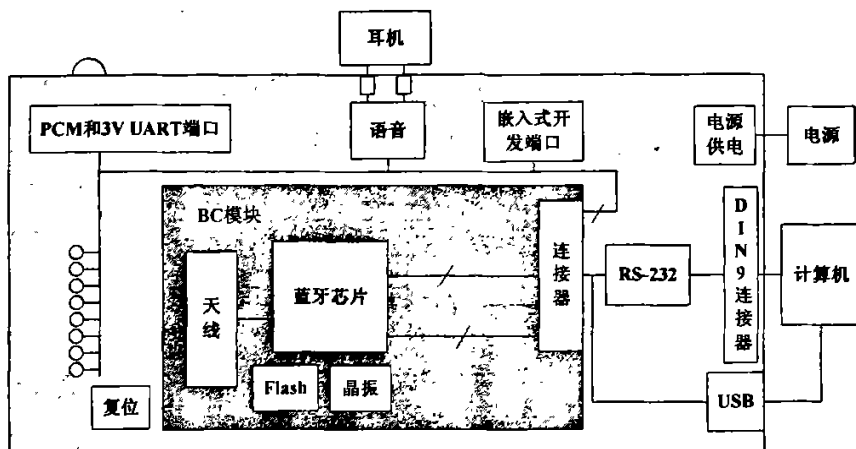 耳机
PCM和3V UART端口
语音
嵌入式开
发端口
电源
供电
电源
BC模块
天线
蓝牙芯片
连接器
RS-232
DIN9连接器
计算机
Flash
晶振
复位
USB